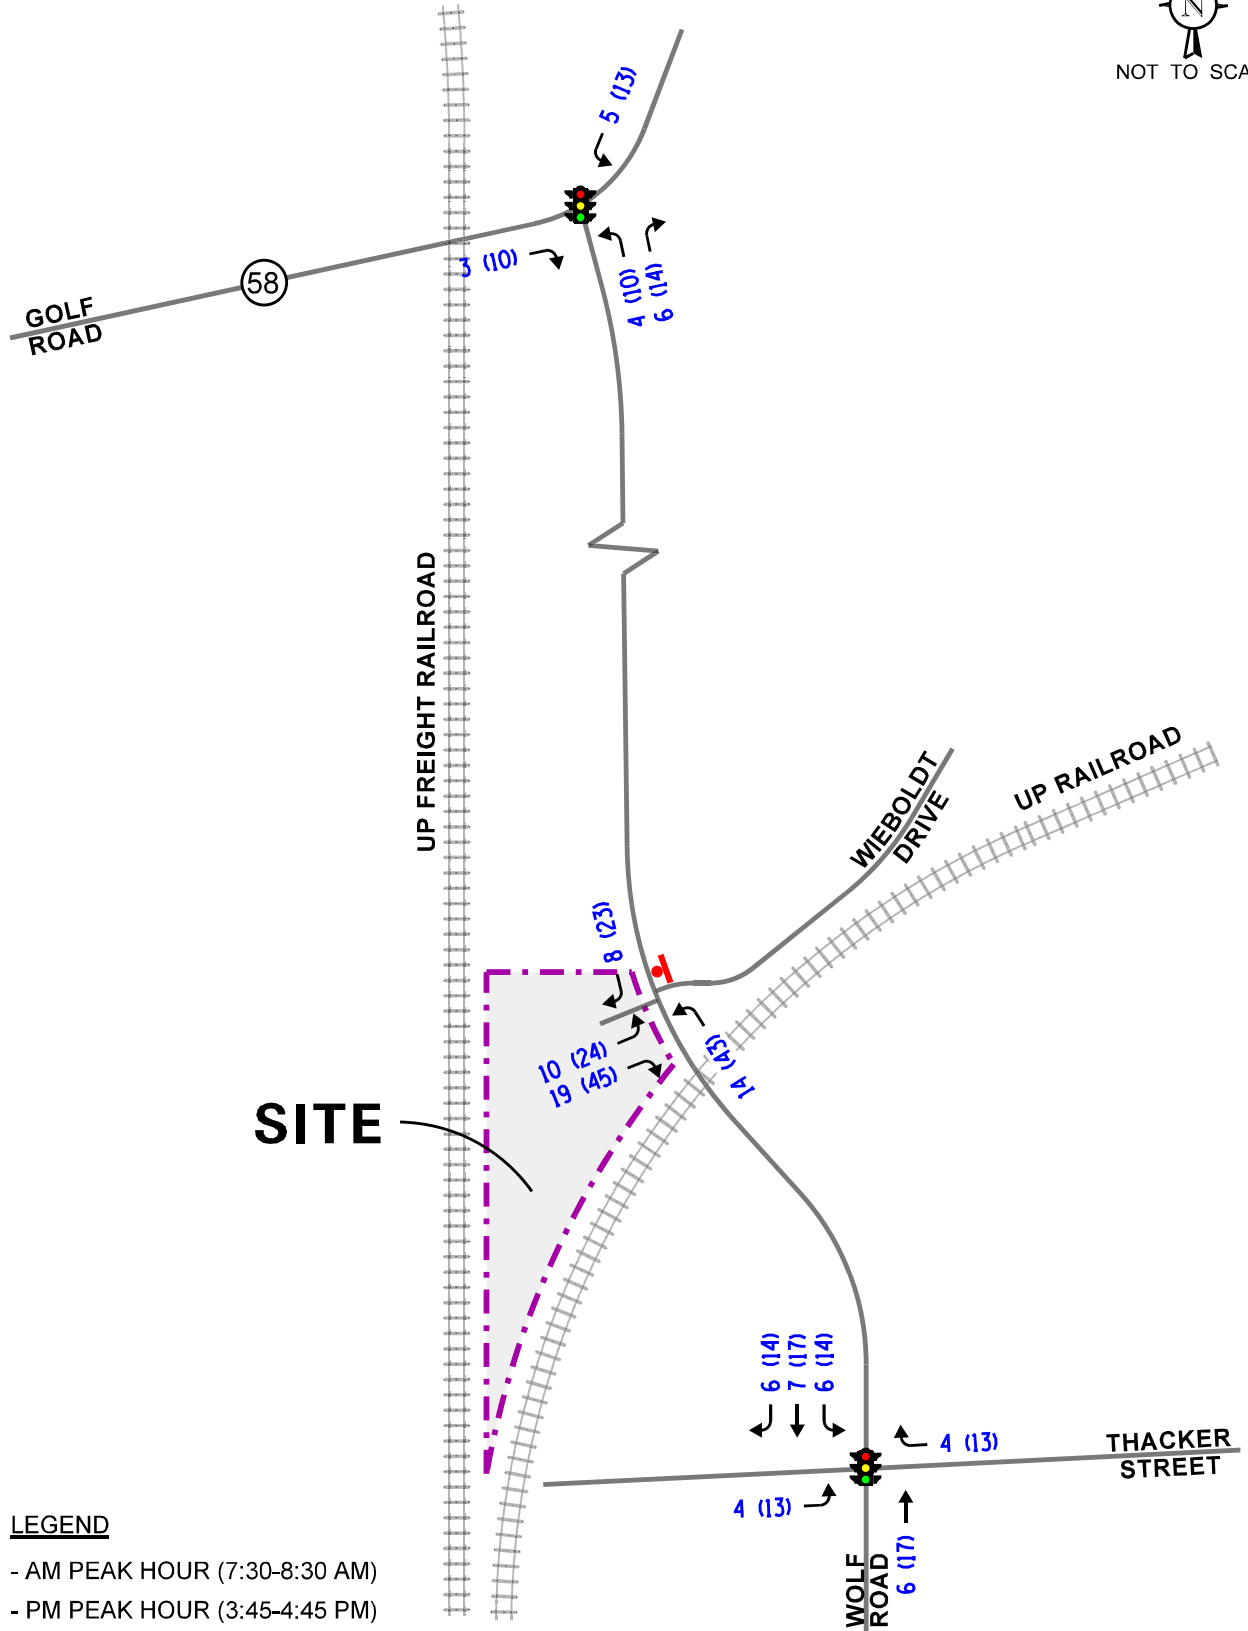 N
NOT TO SCA
5 (13)
3 (10)
4 (10)
6 (14)
58
GOLF
ROAD
UP FREIGHT RAILROAD
UP RAILROAD
WIEBOLDT
DRIVE
8 (23)
10 (24)
19 (45)
14 (43)
SITE
6 (14)
7 (17)
6 (14)
4 (13)
THACKER
STREET
4 (13)
6 (17)
WOLF
ROAD
LEGEND
- AM PEAK HOUR (7:30-8:30 AM)
- PM PEAK HOUR (3:45-4:45 PM)